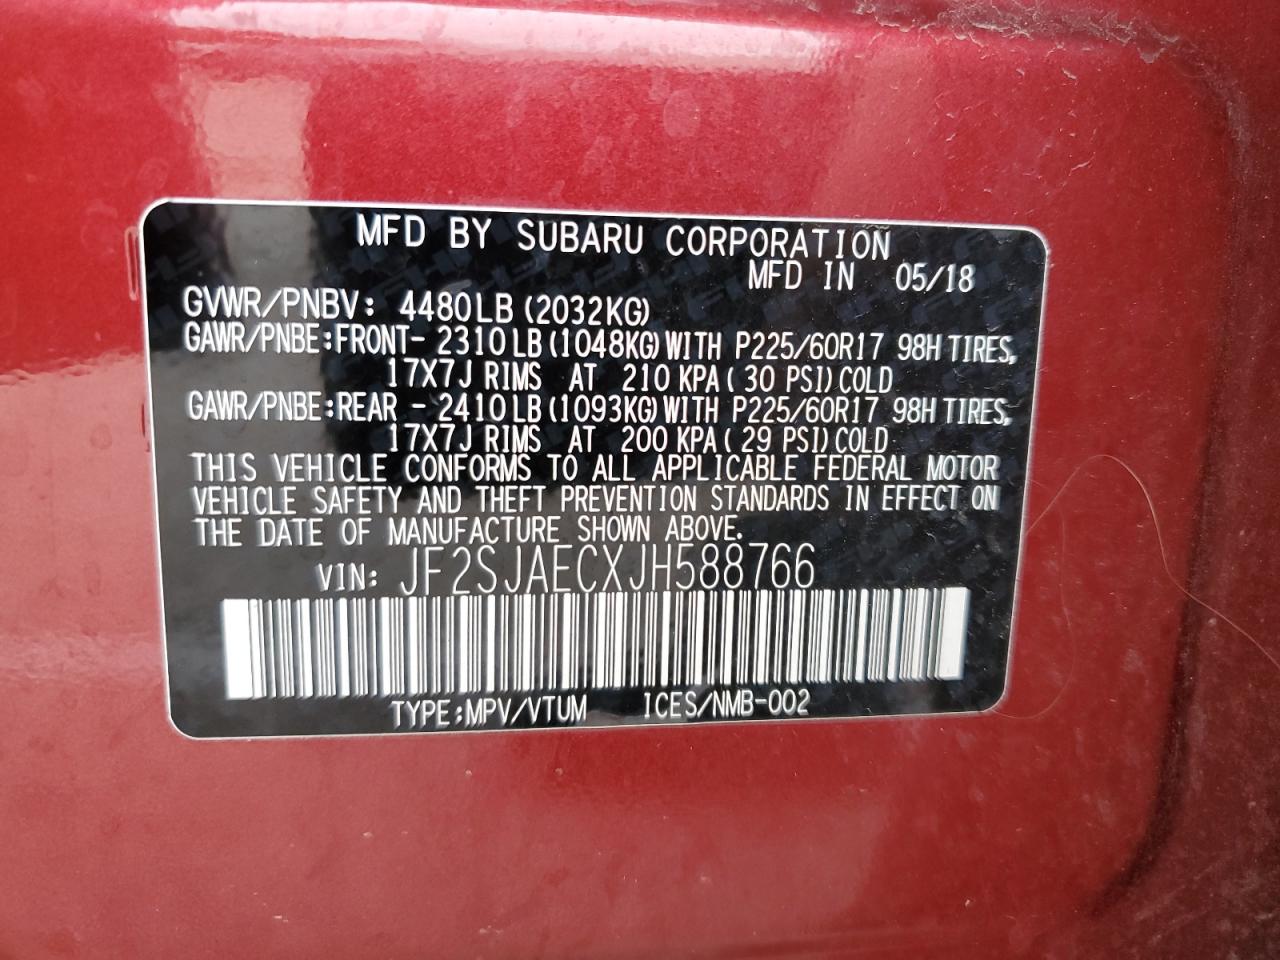 MFD BY SUBARU CORPORATION
MFD IN 05/18
GVWR/PNBV: 4480LB (2032KG)
GAWR/PNBE:FRONT- 2310LB (1048KG) WITH P225/60R17 98H TIRES,
17X7J RIMS AT 210 KPA ( 30 PSI) COLD
GAWR/PNBE:REAR - 2410LB (1093KG) WITH P225/60R17 98H TIRES,
17X7J RIMS AT 200 KPA ( 29 PSI) COLD
THIS VEHICLE CONFORMS TO ALL APPLICABLE FEDERAL MOTOR
VEHICLE SAFETY AND THEFT PREVENTION STANDARDS IN EFFECT ON
THE DATE OF MANUFACTURE SHOWN ABOVE.
VIN: JF2SJAECXJH588766
TYPE:MPV/VTUM ICES/NMB-002